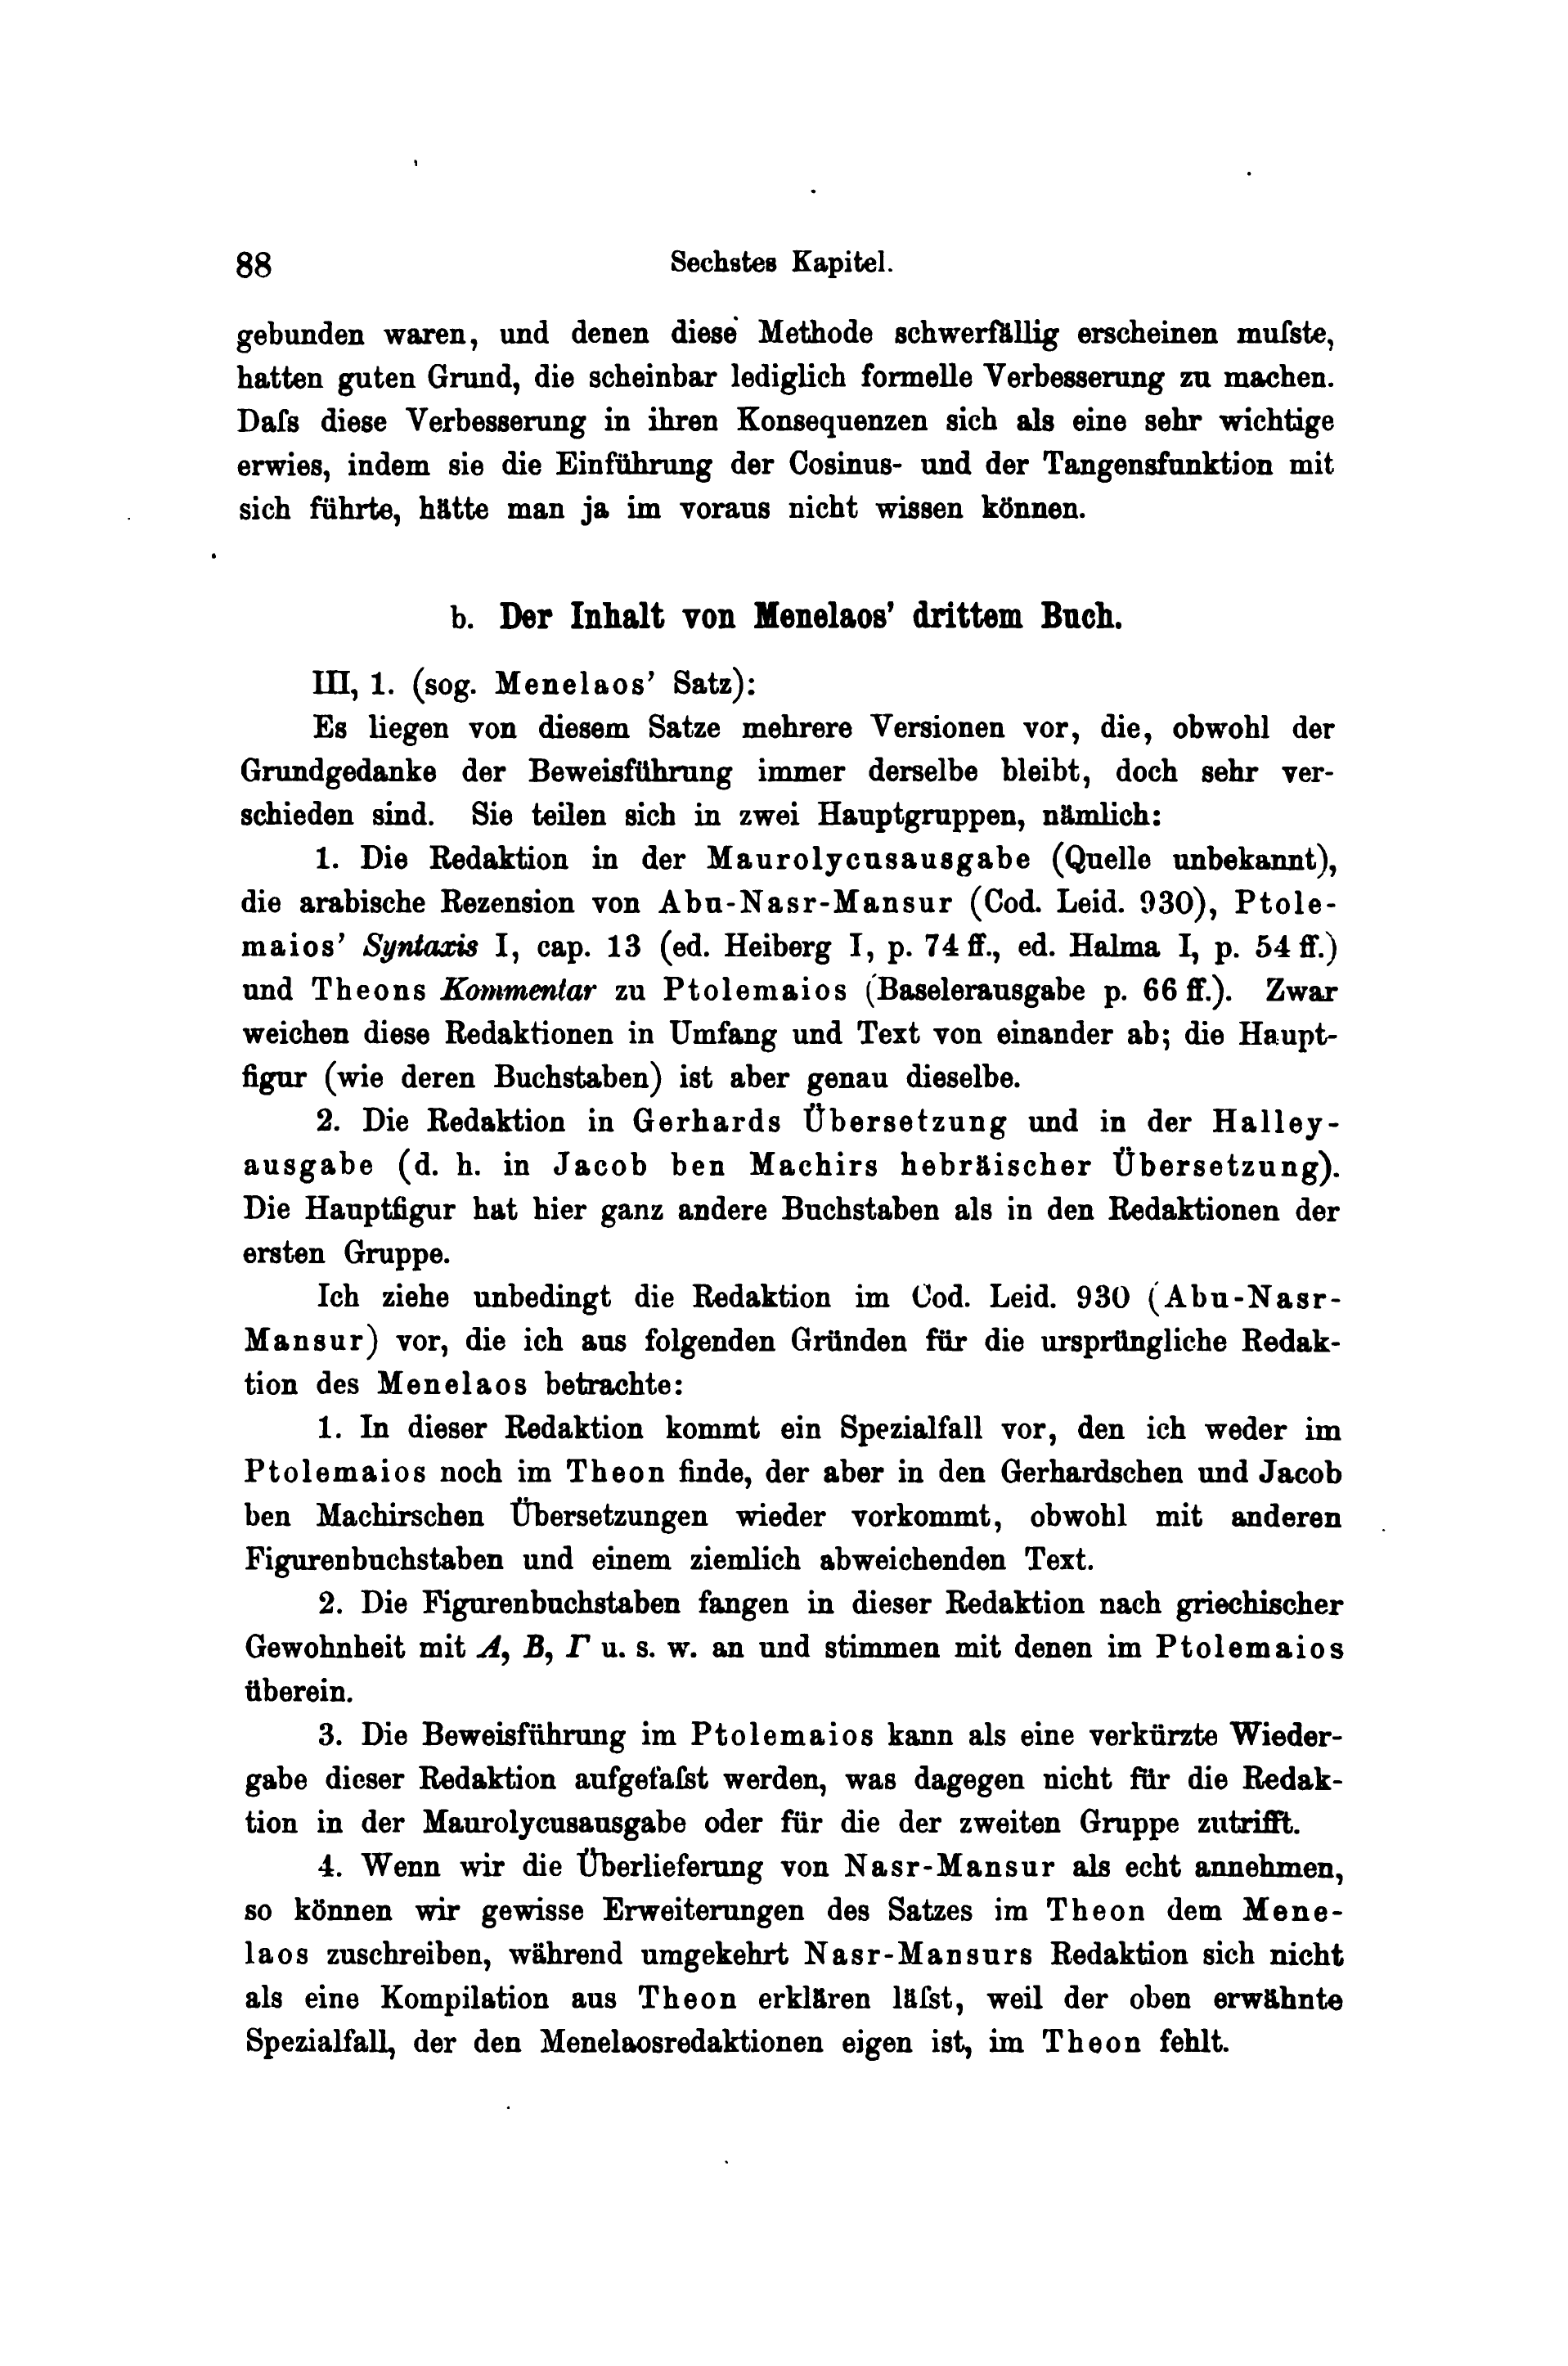 88 Sechstes Kapitel.
gebunden waren, und denen diese Methode schwerfällig erscheinen muſste,
hatten guten Grund, die scheinbar lediglich formelle Verbesserung zu machen.
Daſs diese Verbesserung in ihren Konsequenzen sich als eine sehr wichtige
erwies, indem sie die Einführung der Cosinus- und der Tangensfunktion mit
sich führte, hätte man ja im voraus nicht wissen können.
b. Der Inhalt von Menelaos’ drittem Buch.
III, 1. (sog. Menelaos’ Satz):
Es liegen von diesem Satze mehrere Versionen vor, die, obwohl der
Grundgedanke der Beweisführung immer derselbe bleibt, doch sehr ver-
schieden sind. Sie teilen sich in zwei Hauptgruppen, nämlich:
1. Die Redaktion in der Maurolycusausgabe (Quelle unbekannt),
die arabische Rezension von Abu-Nasr-Mansur (Cod. Leid. 930), Ptole-
maios’ Syntaxis I, cap. 13 (ed. Heiberg I, p. 74 ff., ed. Halma I, p. 54 ff.)
und Theons Kommentar zu Ptolemaios (Baselerausgabe p. 66 ff.). Zwar
weichen diese Redaktionen in Umfang und Text von einander ab; die Haupt-
figur (wie deren Buchstaben) ist aber genau dieselbe.
2. Die Redaktion in Gerhards Übersetzung und in der Halley-
ausgabe (d. h. in Jacob ben Machirs hebräischer Übersetzung).
Die Hauptfigur hat hier ganz andere Buchstaben als in den Redaktionen der
ersten Gruppe.
Ich ziehe unbedingt die Redaktion im Cod. Leid. 930 (Abu-Nasr-
Mansur) vor, die ich aus folgenden Gründen für die ursprüngliche Redak-
tion des Menelaos betrachte:
1. In dieser Redaktion kommt ein Spezialfall vor, den ich weder im
Ptolemaios noch im Theon finde, der aber in den Gerhardschen und Jacob
ben Machirschen Übersetzungen wieder vorkommt, obwohl mit anderen
Figurenbuchstaben und einem ziemlich abweichenden Text.
2. Die Figurenbuchstaben fangen in dieser Redaktion nach griechischer
Gewohnheit mit A, B, Γ u. s. w. an und stimmen mit denen im Ptolemaios
überein.
3. Die Beweisführung im Ptolemaios kann als eine verkürzte Wieder-
gabe dieser Redaktion aufgefaſst werden, was dagegen nicht für die Redak-
tion in der Maurolycusausgabe oder für die der zweiten Gruppe zutrifft.
4. Wenn wir die Überlieferung von Nasr-Mansur als echt annehmen,
so können wir gewisse Erweiterungen des Satzes im Theon dem Mene-
laos zuschreiben, während umgekehrt Nasr-Mansurs Redaktion sich nicht
als eine Kompilation aus Theon erklären läſst, weil der oben erwähnte
Spezialfall, der den Menelaosredaktionen eigen ist, im Theon fehlt.